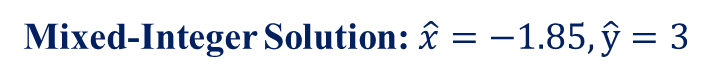 Mixed-Integer Solution: x̂ = −1.85, ŷ = 3